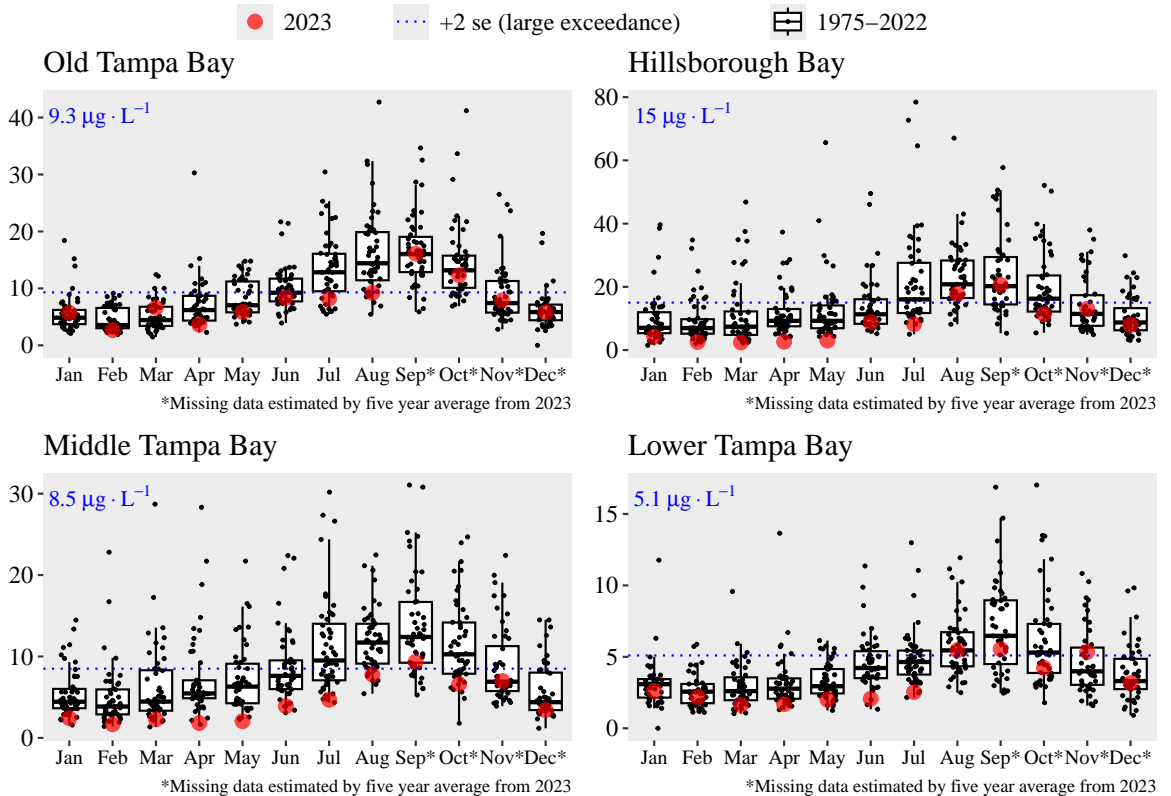 2023 +2 se (large exceedance) 1975−2022
Old Tampa Bay
9.3 μg ⋅ L⁻¹
40
30
20
10
0
Jan Feb Mar Apr May Jun Jul Aug Sep* Oct* Nov* Dec*
*Missing data estimated by five year average from 2023
Hillsborough Bay
15 μg ⋅ L⁻¹
80
60
40
20
0
Jan Feb Mar Apr May Jun Jul Aug Sep* Oct* Nov* Dec*
*Missing data estimated by five year average from 2023
Middle Tampa Bay
8.5 μg ⋅ L⁻¹
30
20
10
0
Jan Feb Mar Apr May Jun Jul Aug Sep* Oct* Nov* Dec*
*Missing data estimated by five year average from 2023
Lower Tampa Bay
5.1 μg ⋅ L⁻¹
15
10
5
0
Jan Feb Mar Apr May Jun Jul Aug Sep* Oct* Nov* Dec*
*Missing data estimated by five year average from 2023